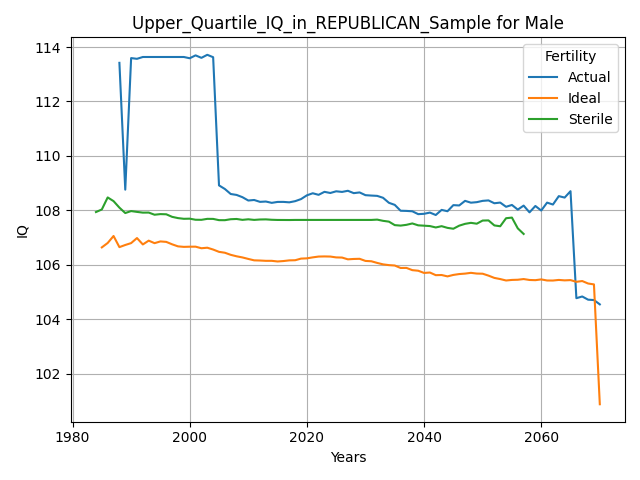 Upper_Quartile_IQ_in_REPUBLICAN_Sample for Male
Fertility
Actual
Ideal
Sterile
IQ
114
112
110
108
106
104
102
1980
2000
2020
2040
2060
Years